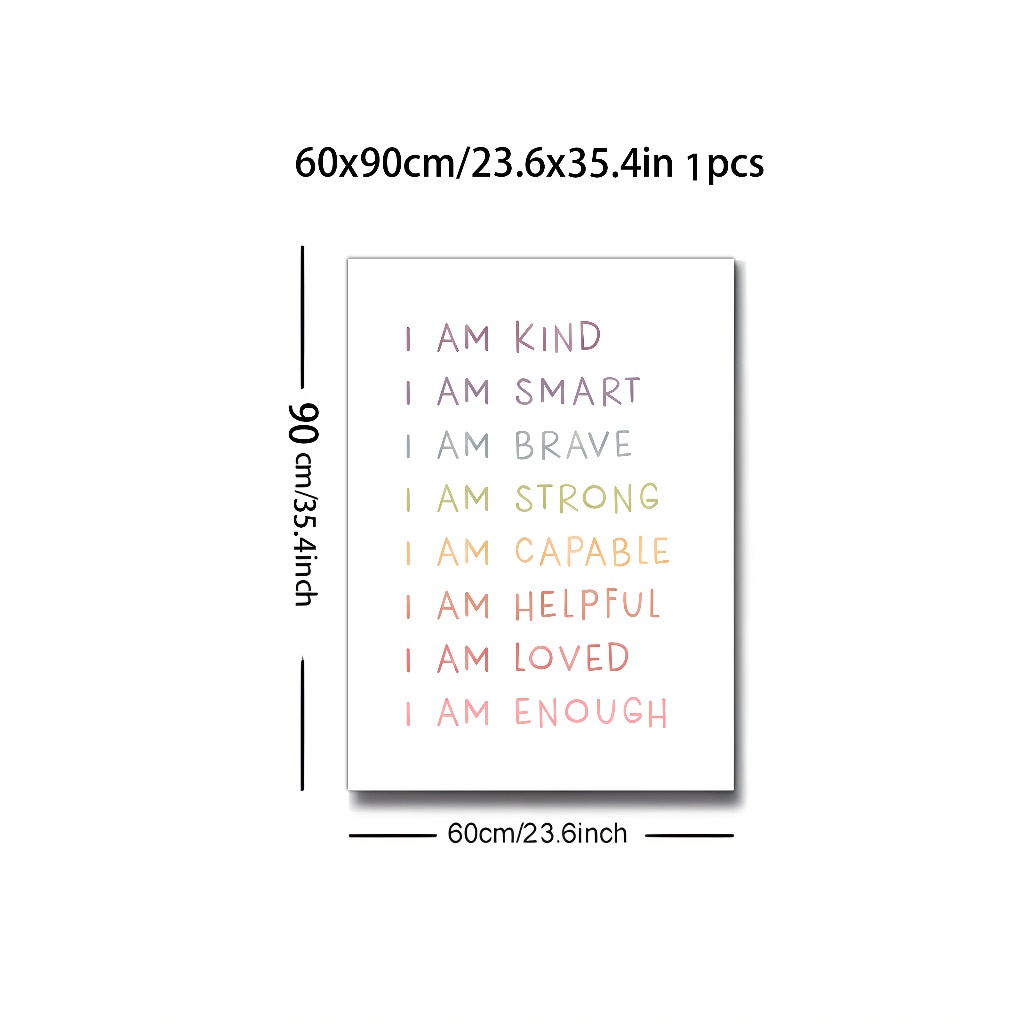 60x90cm/23.6x35.4in 1pcs
90 cm/35.4inch
I AM KIND
I AM SMART
I AM BRAVE
I AM STRONG
I AM CAPABLE
I AM HELPFUL
I AM LOVED
I AM ENOUGH
60cm/23.6inch